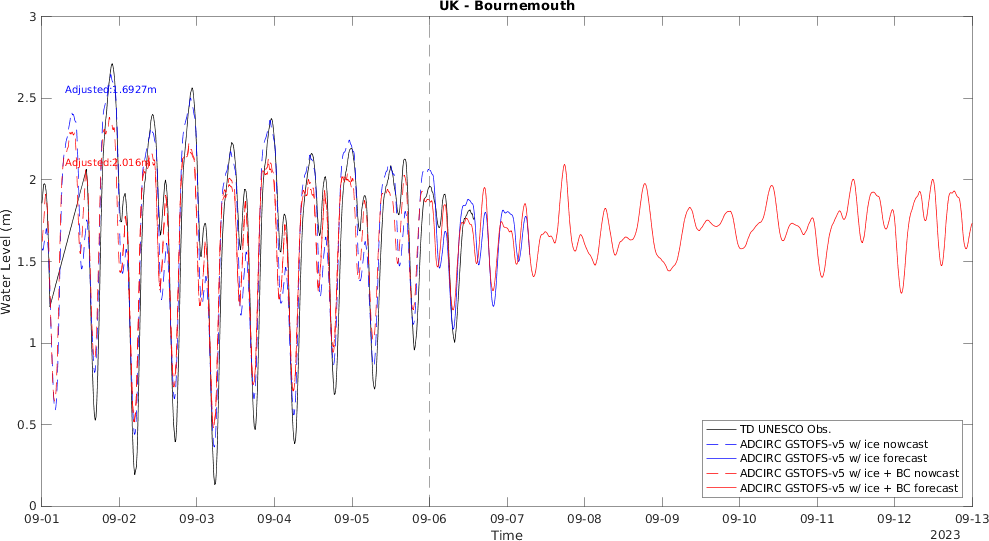 UK - Bournemouth
3
2.5
2
1.5
1
0.5
0
Water Level (m)
Adjusted:1.6927m
Adjusted:2.016m
TD UNESCO Obs.
ADCIRC GSTOFS-v5 w/ ice nowcast
ADCIRC GSTOFS-v5 w/ ice forecast
ADCIRC GSTOFS-v5 w/ ice + BC nowcast
ADCIRC GSTOFS-v5 w/ ice + BC forecast
09-01 09-02 09-03 09-04 09-05 09-06 09-07 09-08 09-09 09-10 09-11 09-12 09-13
Time
2023